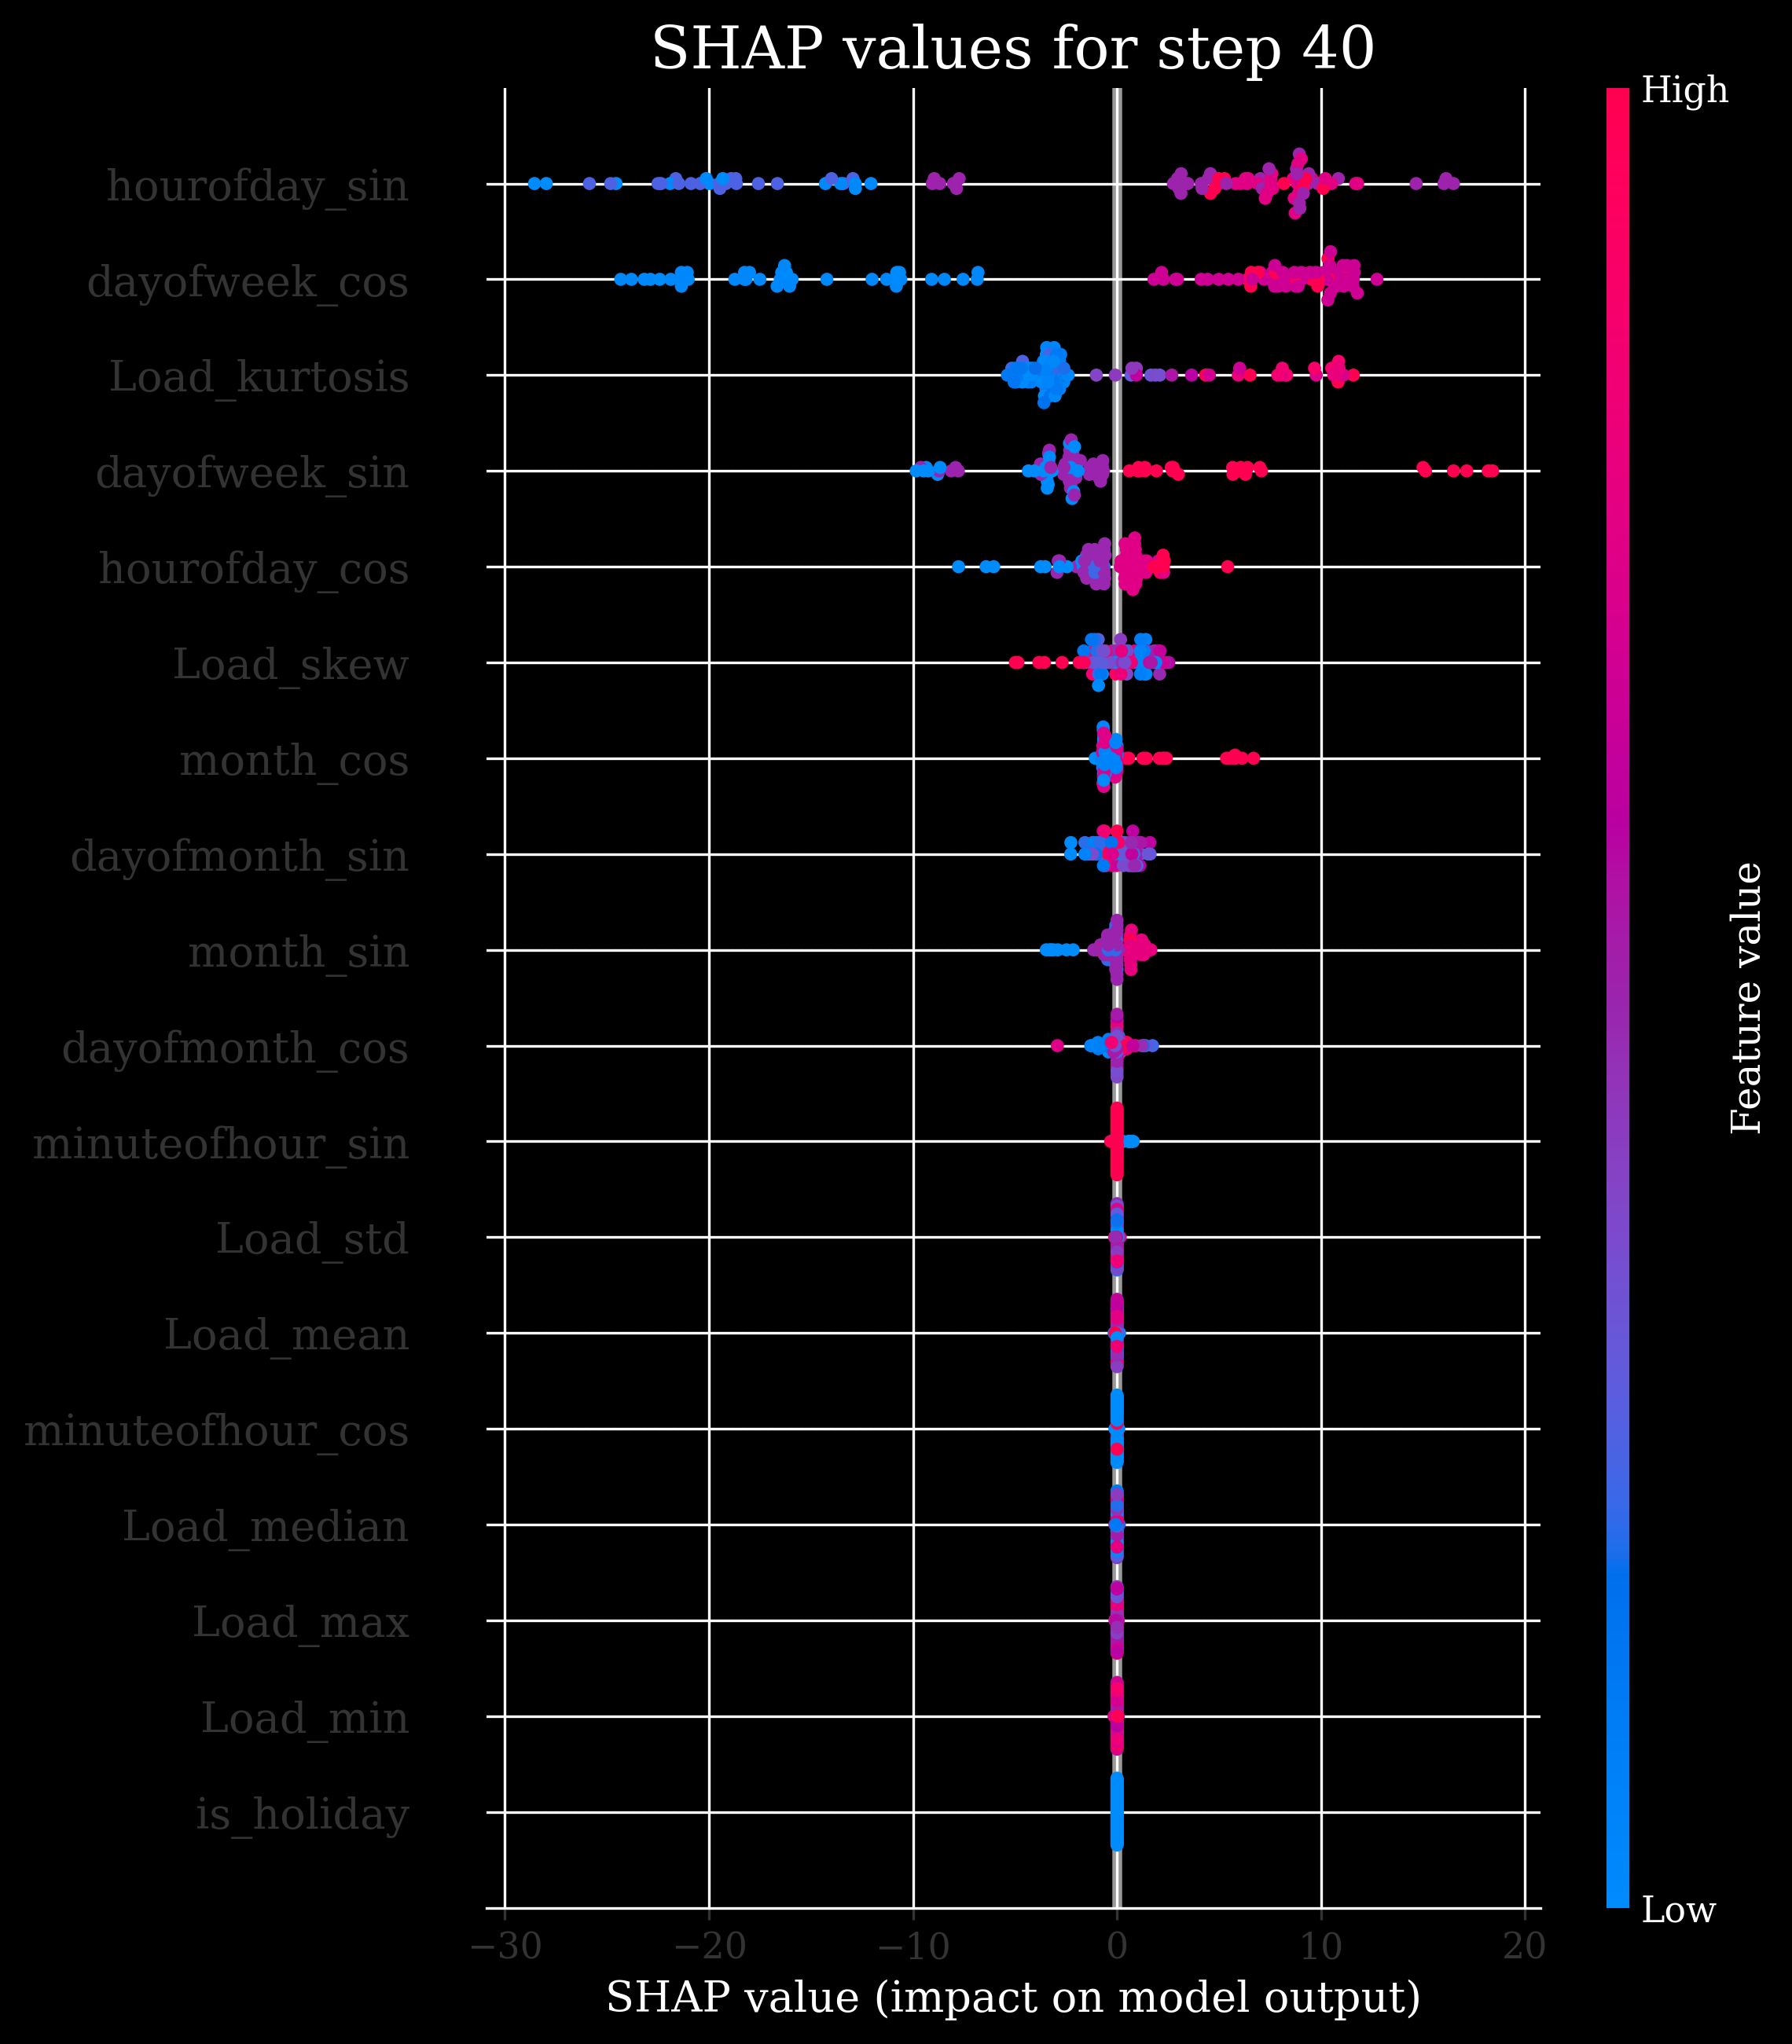 SHAP values for step 40
High
hourofday_sin
dayofweek_cos
Load_kurtosis
dayofweek_sin
hourofday_cos
Load_skew
month_cos
dayofmonth_sin
month_sin
dayofmonth_cos
minuteofhour_sin
Load_std
Load_mean
minuteofhour_cos
Load_median
Load_max
Load_min
is_holiday
Feature value
Low
−30 −20 −10 0 10 20
SHAP value (impact on model output)